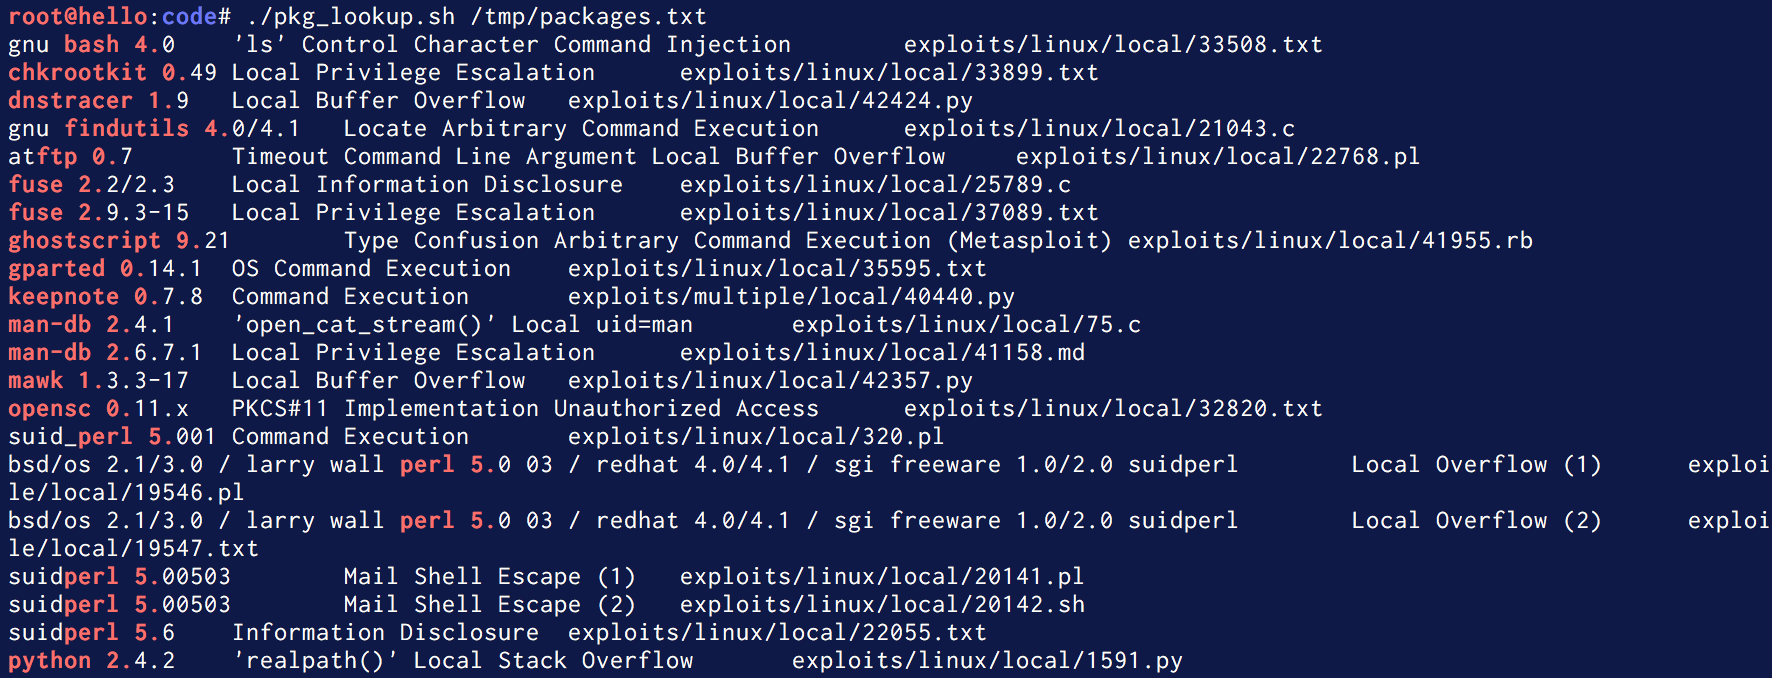 root@hello:code# ./pkg_lookup.sh /tmp/packages.txt
gnu bash 4.0    'ls' Control Character Command Injection        exploits/linux/local/33508.txt
chkrootkit 0.49 Local Privilege Escalation      exploits/linux/local/33899.txt
dnstracer 1.9   Local Buffer Overflow   exploits/linux/local/42424.py
gnu findutils 4.0/4.1   Locate Arbitrary Command Execution      exploits/linux/local/21043.c
atftp 0.7       Timeout Command Line Argument Local Buffer Overflow     exploits/linux/local/22768.pl
fuse 2.2/2.3    Local Information Disclosure    exploits/linux/local/25789.c
fuse 2.9.3-15   Local Privilege Escalation      exploits/linux/local/37089.txt
ghostscript 9.21        Type Confusion Arbitrary Command Execution (Metasploit) exploits/linux/local/41955.rb
gparted 0.14.1  OS Command Execution    exploits/linux/local/35595.txt
keepnote 0.7.8  Command Execution       exploits/multiple/local/40440.py
man-db 2.4.1    'open_cat_stream()' Local uid=man       exploits/linux/local/75.c
man-db 2.6.7.1  Local Privilege Escalation      exploits/linux/local/41158.md
mawk 1.3.3-17   Local Buffer Overflow   exploits/linux/local/42357.py
opensc 0.11.x   PKCS#11 Implementation Unauthorized Access      exploits/linux/local/32820.txt
suid_perl 5.001 Command Execution       exploits/linux/local/320.pl
bsd/os 2.1/3.0 / larry wall perl 5.0 03 / redhat 4.0/4.1 / sgi freeware 1.0/2.0 suidperl        Local Overflow (1)      exploi
le/local/19546.pl
bsd/os 2.1/3.0 / larry wall perl 5.0 03 / redhat 4.0/4.1 / sgi freeware 1.0/2.0 suidperl        Local Overflow (2)      exploi
le/local/19547.txt
suidperl 5.00503        Mail Shell Escape (1)   exploits/linux/local/20141.pl
suidperl 5.00503        Mail Shell Escape (2)   exploits/linux/local/20142.sh
suidperl 5.6    Information Disclosure  exploits/linux/local/22055.txt
python 2.4.2    'realpath()' Local Stack Overflow       exploits/linux/local/1591.py